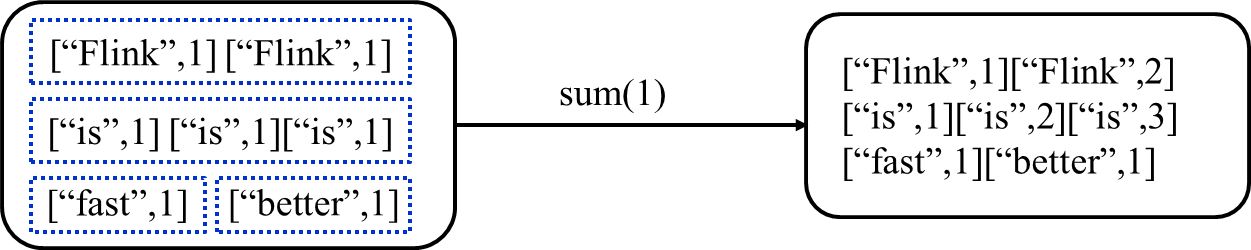 [“Flink”,1] [“Flink”,1]
[“is”,1] [“is”,1][“is”,1]
[“fast”,1] [“better”,1]
sum(1)
[“Flink”,1][“Flink”,2]
[“is”,1][“is”,2][“is”,3]
[“fast”,1][“better”,1]